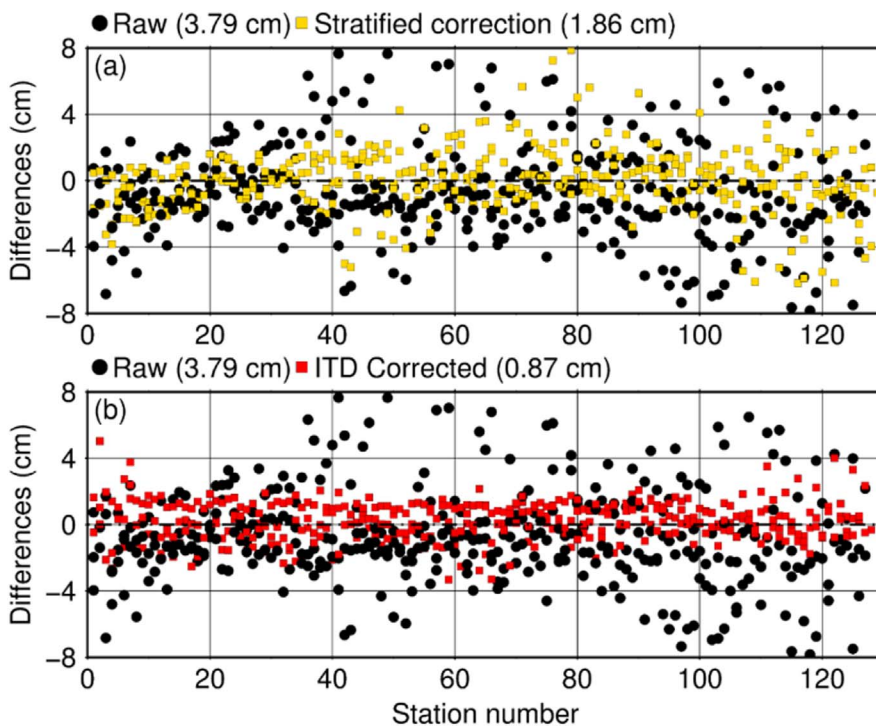 Raw (3.79 cm) Stratified correction (1.86 cm)
(a)
Differences (cm)
8
4
0
−4
−8
0 20 40 60 80 100 120
Raw (3.79 cm) ITD Corrected (0.87 cm)
(b)
Differences (cm)
8
4
0
−4
−8
0 20 40 60 80 100 120
Station number